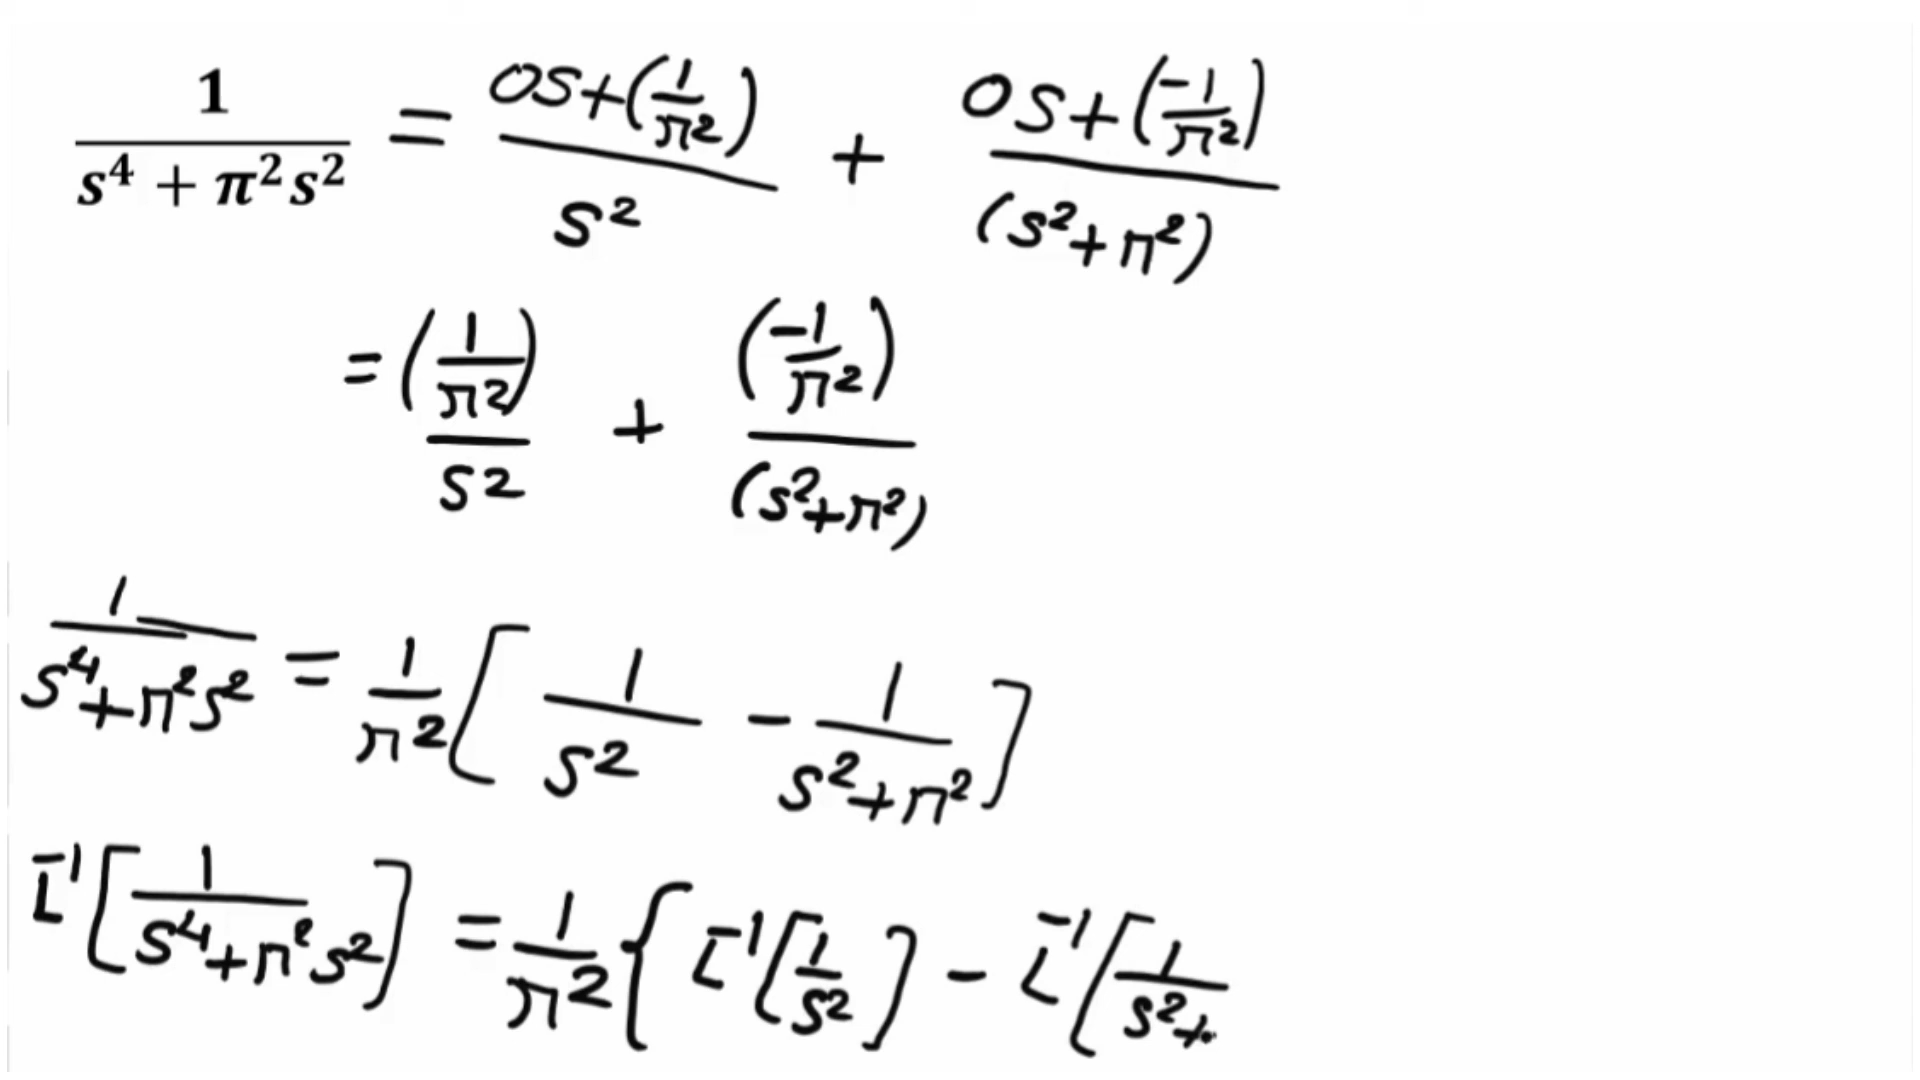 1/(s⁴ + π²s²) = (0s + (1/π²))/s² + (0s + (-1/π²))/(s² + π²)
= (1/π²)/s² + (-1/π²)/(s² + π²)
1/(s⁴ + π²s²) = 1/π² [1/s² - 1/(s² + π²)]
L⁻¹[1/(s⁴ + π²s²)] = 1/π² {L⁻¹[1/s²] - L⁻¹[1/(s² +